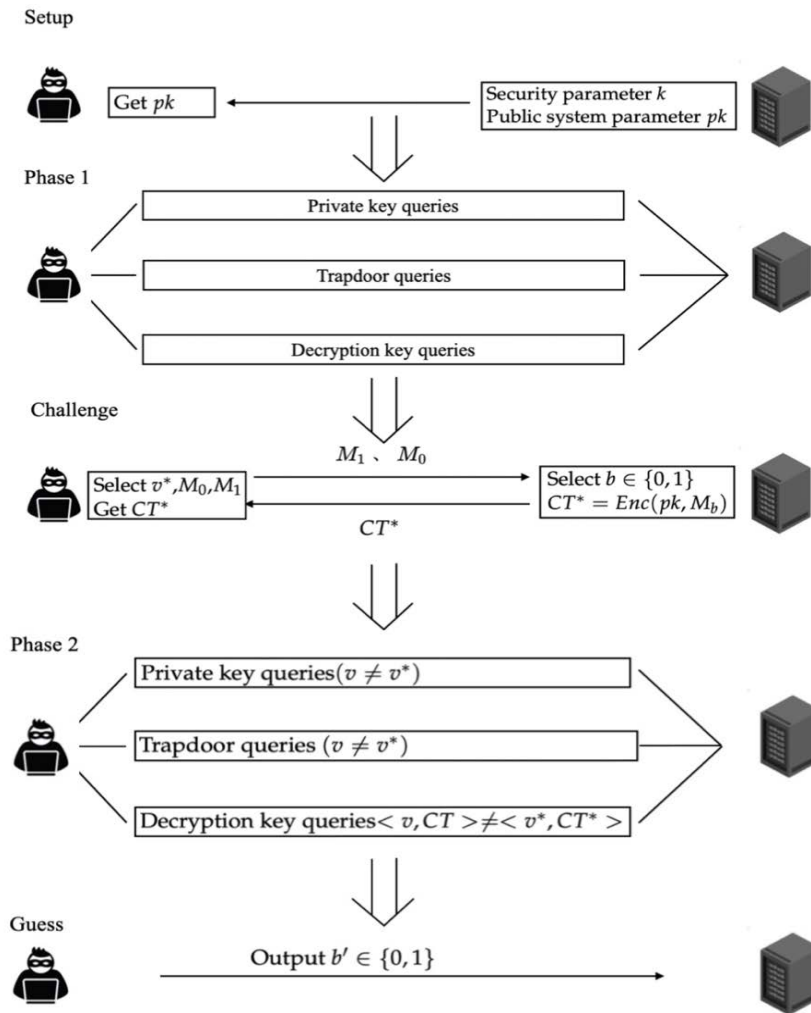 Setup
Get pk
Security parameter k
Public system parameter pk
Phase 1
Private key queries
Trapdoor queries
Decryption key queries
Challenge
M₁ 、 M₀
Select v*,M₀,M₁
Get CT*
Select b ∈ {0,1}
CT* = Enc(pk, M_b)
CT*
Phase 2
Private key queries(v ≠ v*)
Trapdoor queries (v ≠ v*)
Decryption key queries< v, CT >≠< v*, CT* >
Guess
Output b′ ∈ {0,1}